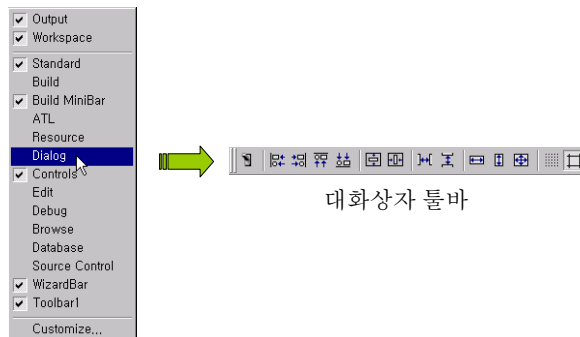 Output
Workspace
Standard
Build
Build MiniBar
ATL
Resource
Dialog
Controls
Edit
Debug
Browse
Database
Source Control
WizardBar
Toolbar1
Customize...
대화상자 툴바